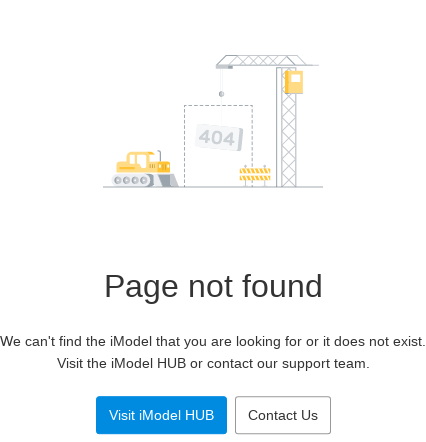 404
Page not found
We can't find the iModel that you are looking for or it does not exist.
Visit the iModel HUB or contact our support team.
Visit iModel HUB
Contact Us